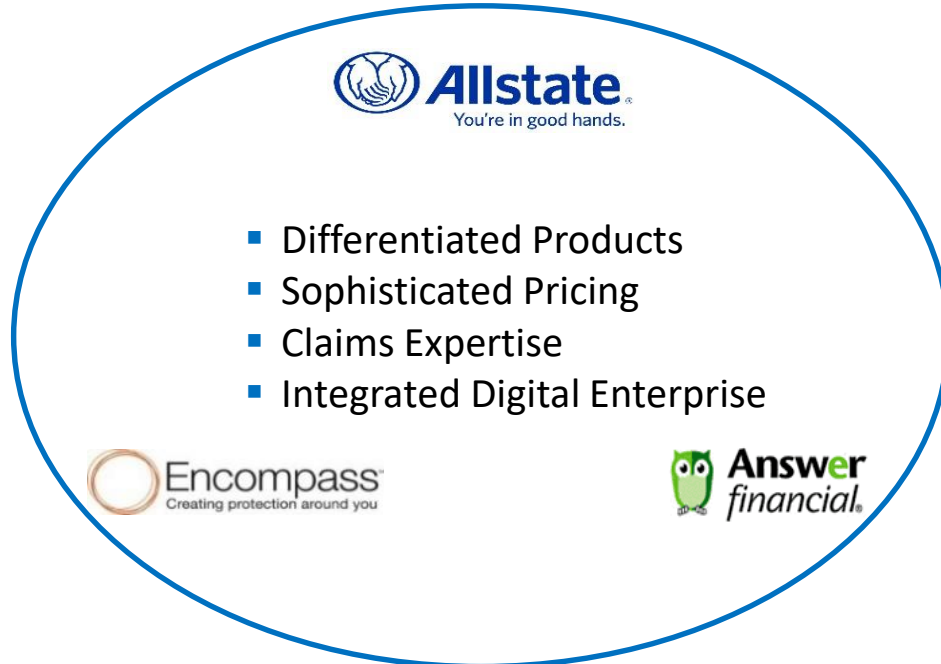 Allstate®
You're in good hands.
▪ Differentiated Products
▪ Sophisticated Pricing
▪ Claims Expertise
▪ Integrated Digital Enterprise
Encompass℠
Creating protection around you
Answer
financial®